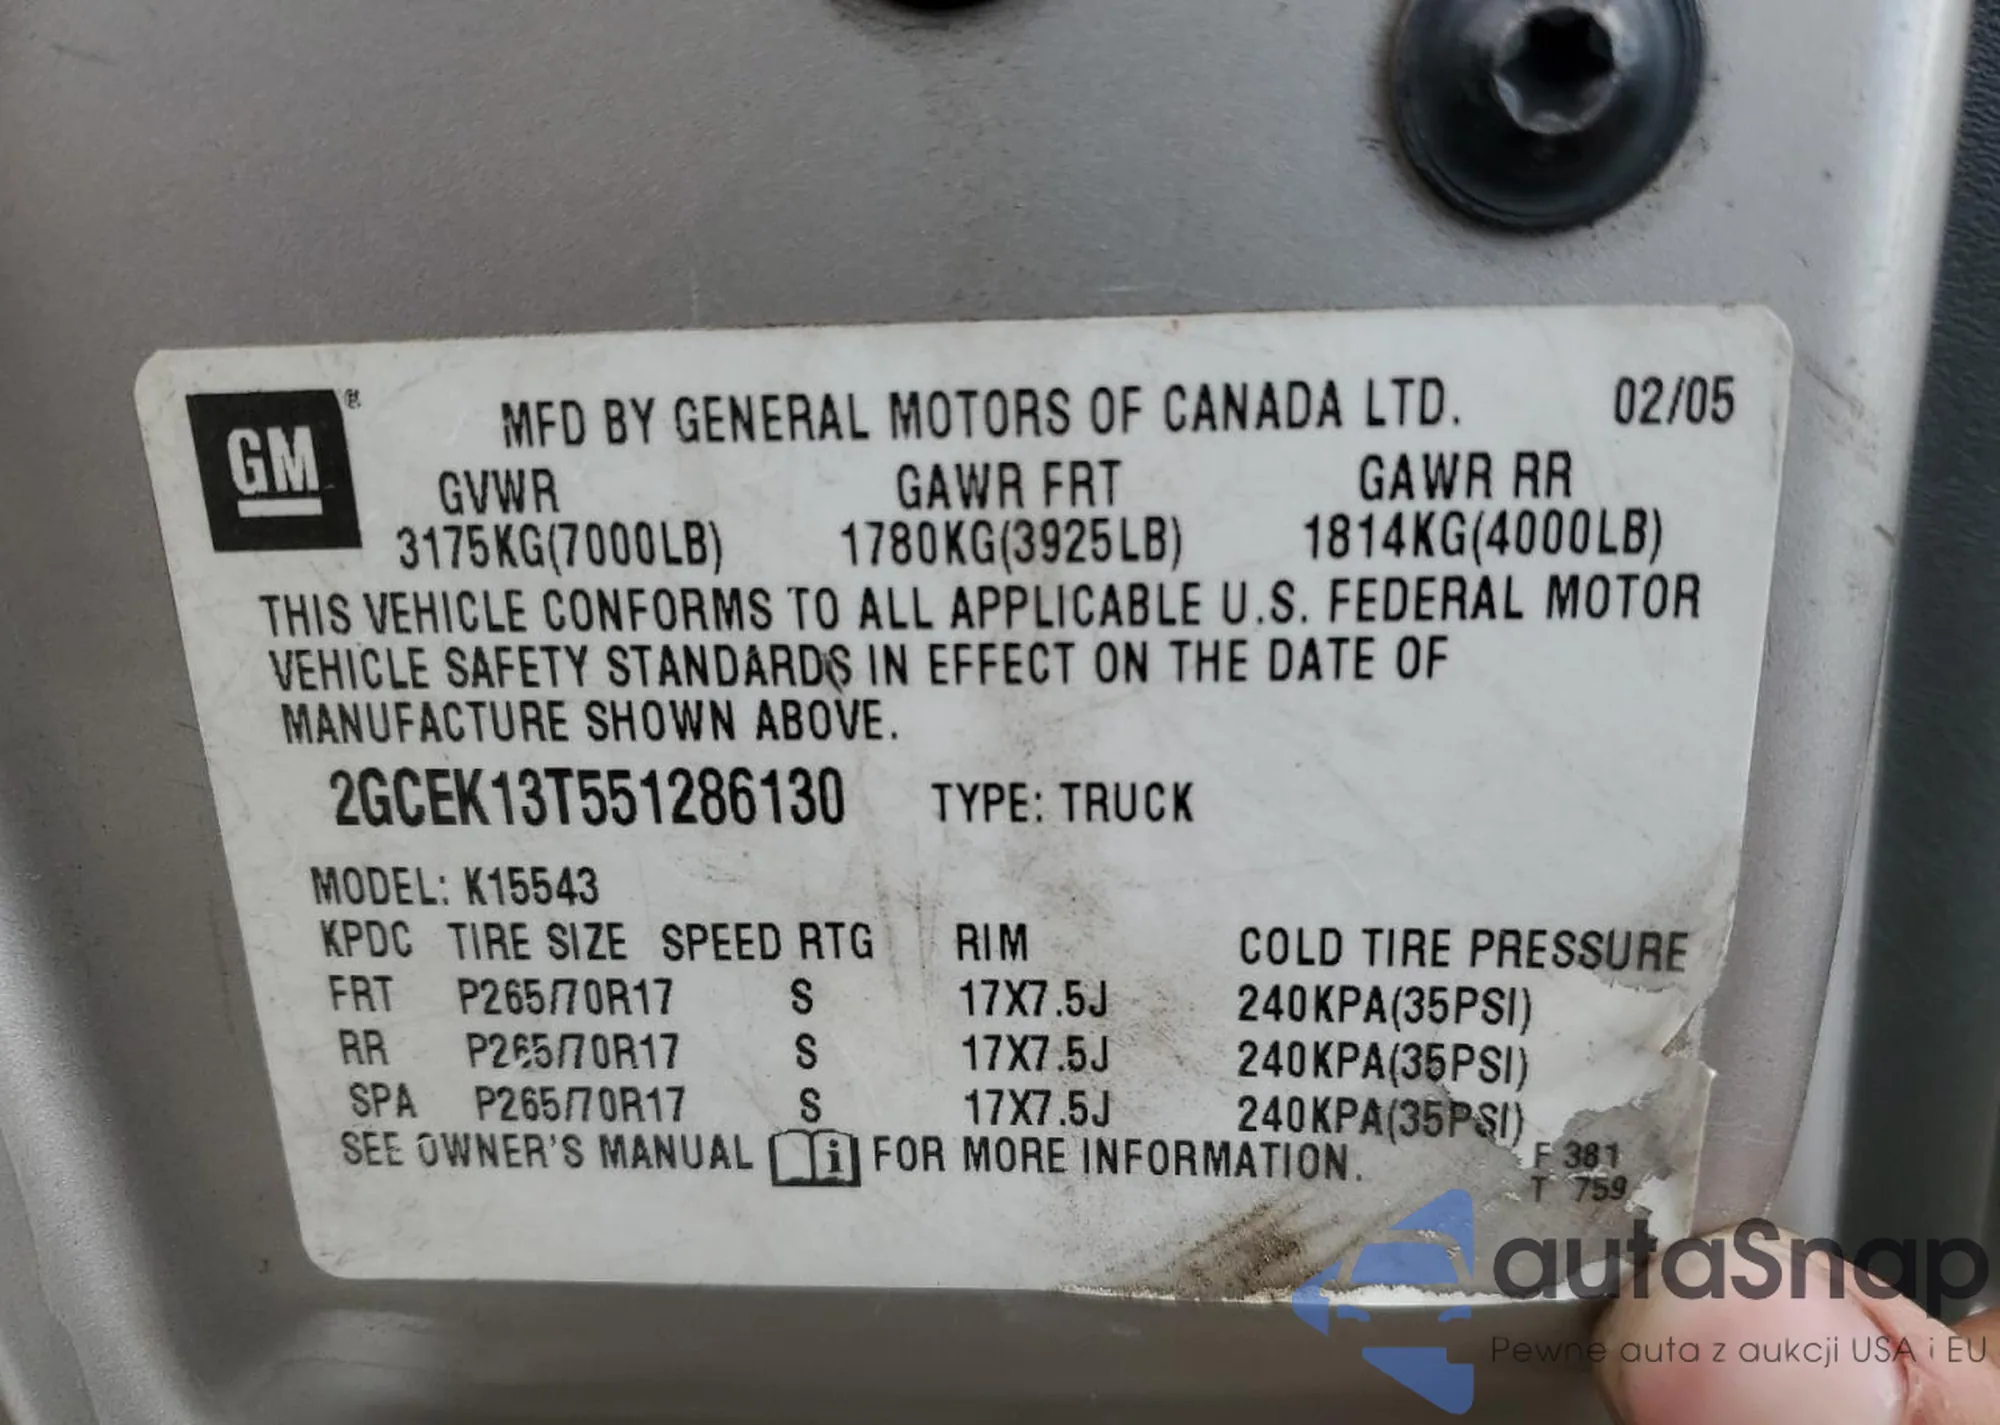 GM ®
MFD BY GENERAL MOTORS OF CANADA LTD. 02/05
GVWR GAWR FRT GAWR RR
3175KG(7000LB) 1780KG(3925LB) 1814KG(4000LB)
THIS VEHICLE CONFORMS TO ALL APPLICABLE U.S. FEDERAL MOTOR
VEHICLE SAFETY STANDARDS IN EFFECT ON THE DATE OF
MANUFACTURE SHOWN ABOVE.
2GCEK13T551286130 TYPE: TRUCK
MODEL: K15543
KPDC TIRE SIZE SPEED RTG RIM COLD TIRE PRESSURE
FRT P265/70R17 S 17X7.5J 240KPA(35PSI)
RR P265/70R17 S 17X7.5J 240KPA(35PSI)
SPA P265/70R17 S 17X7.5J 240KPA(35PSI)
SEE OWNER'S MANUAL i FOR MORE INFORMATION.
F 381
T 759
autaSnap
Pewne auta z aukcji USA i EU